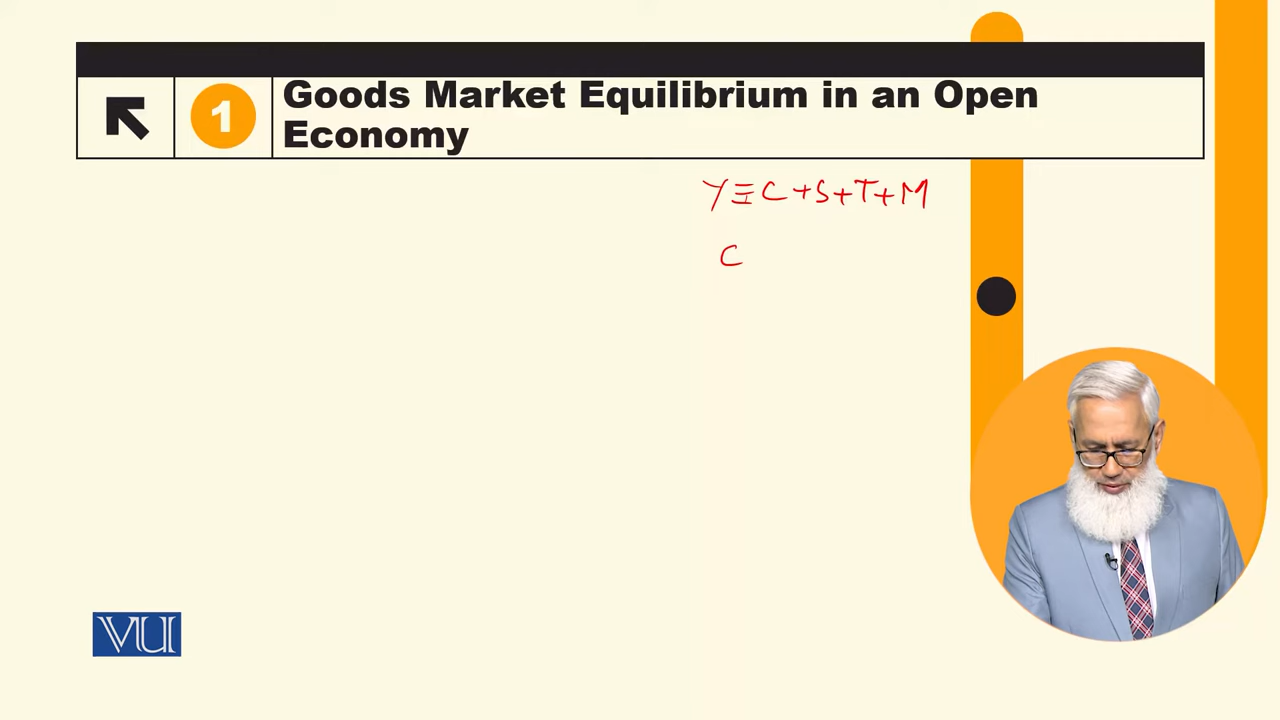 1
Goods Market Equilibrium in an Open
Economy
Y≡C+S+T+M
C
VU